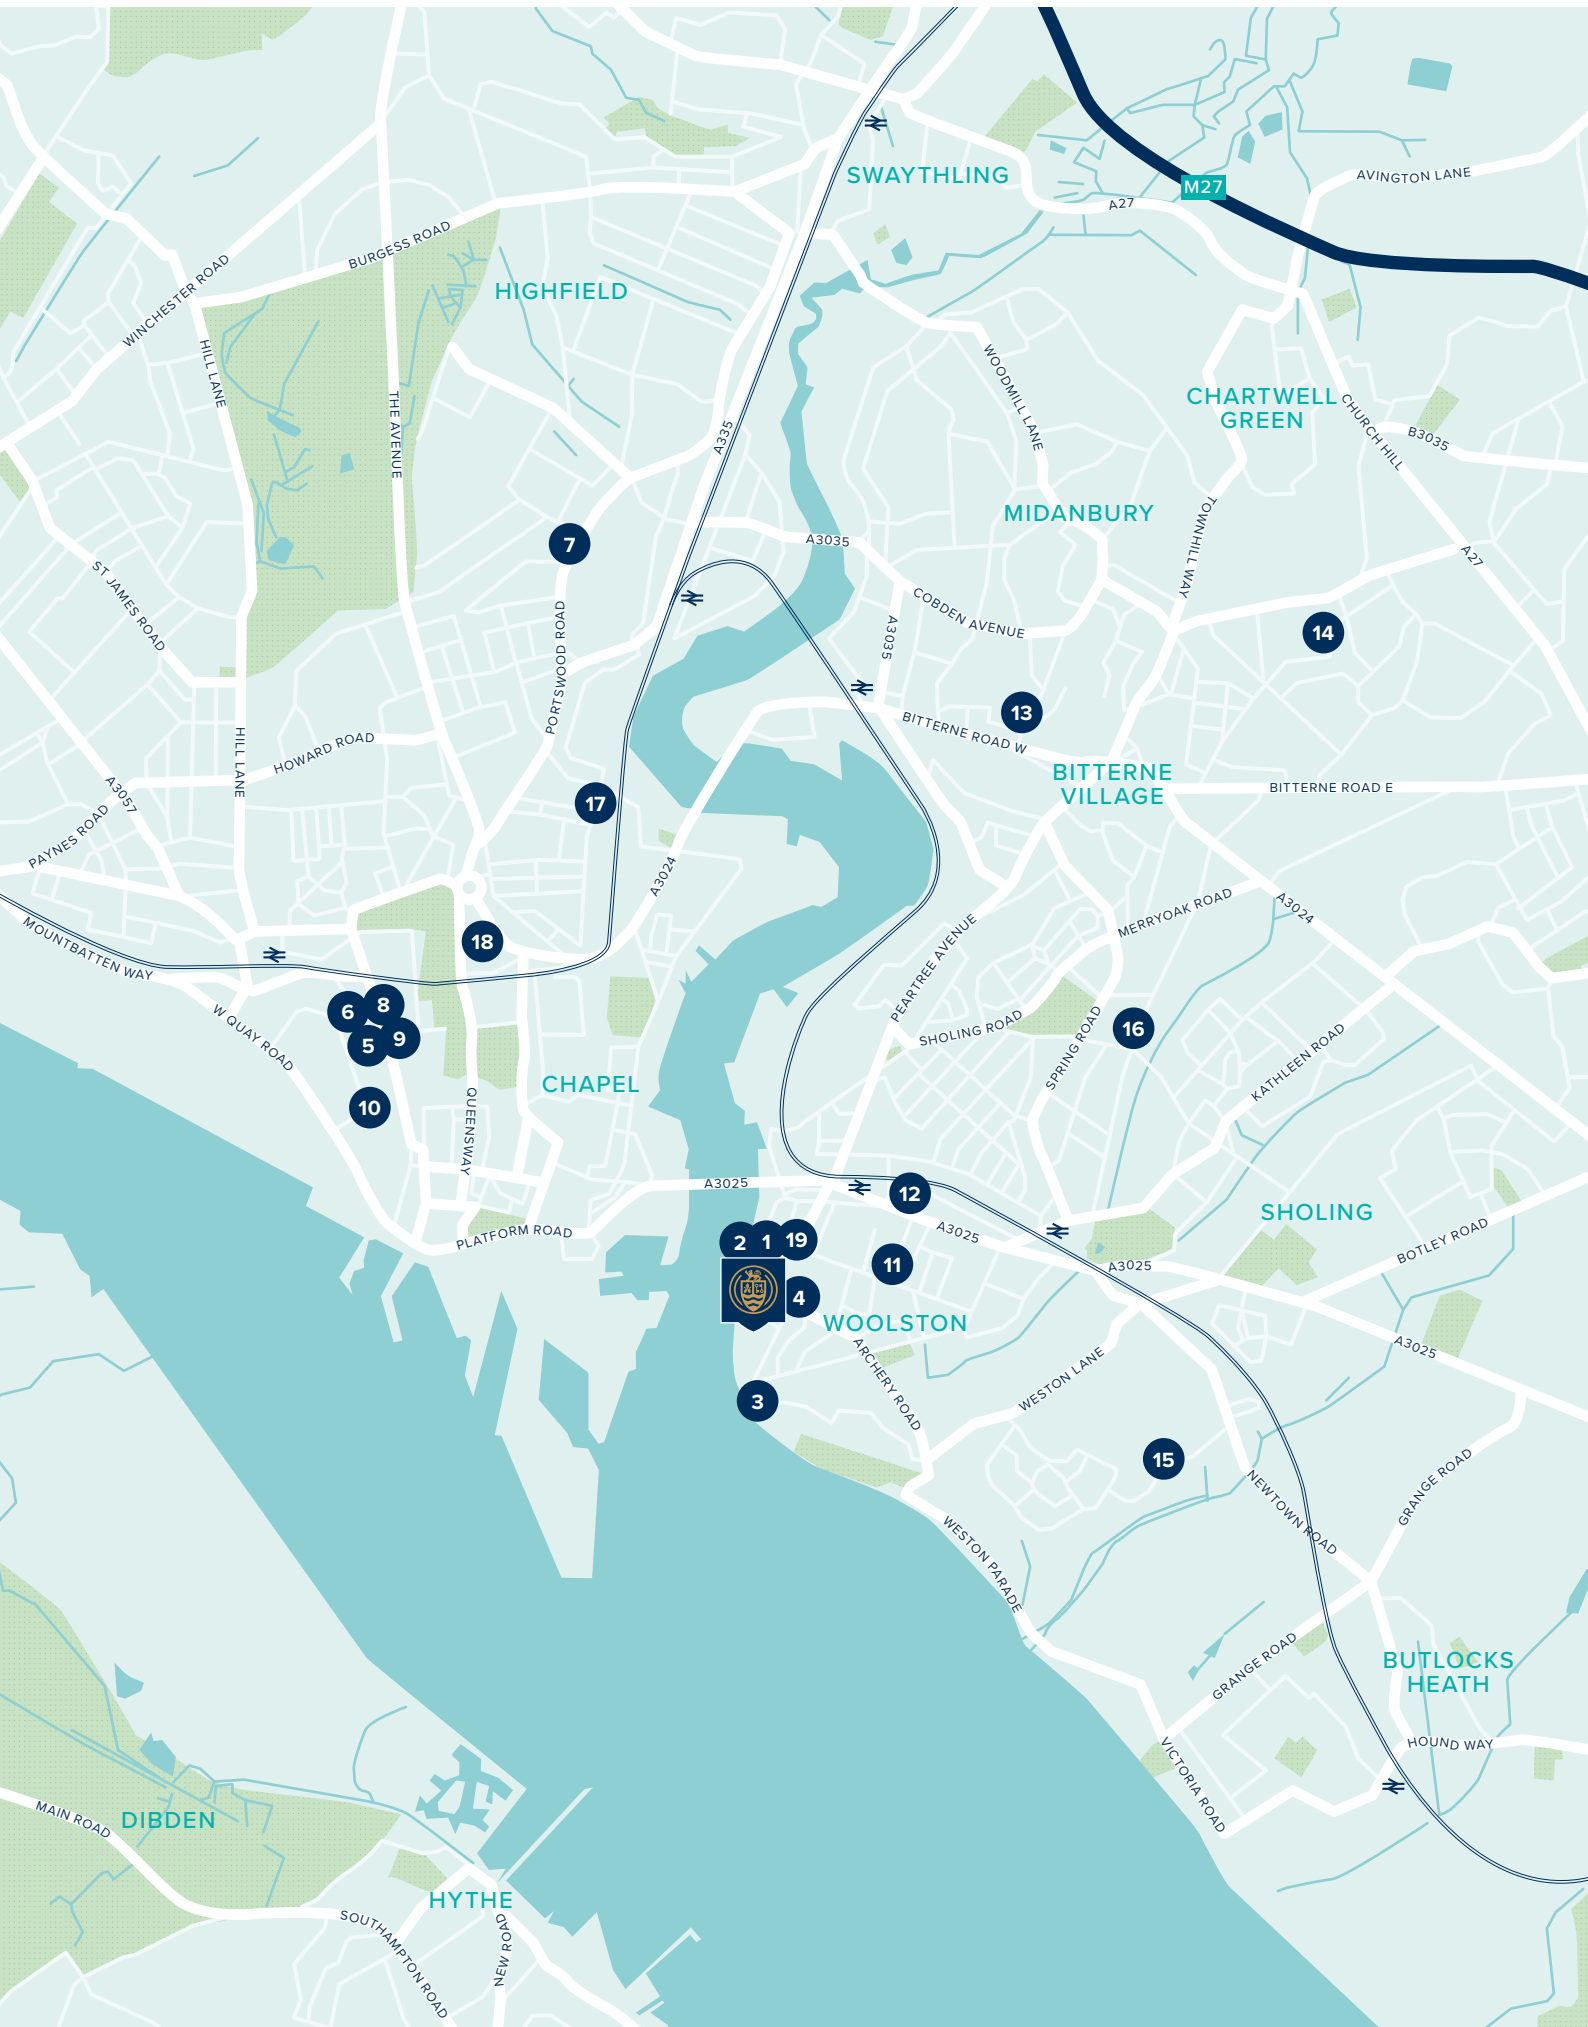 SWAYTHLING
AVINGTON LANE
M27
A27
BURGESS ROAD
WINCHESTER ROAD
HIGHFIELD
HILL LANE
THE AVENUE
A335
WOODMILL LANE
CHARTWELL
GREEN
CHURCH HILL
B3035
MIDANBURY
TOWNHILL WAY
A27
7
A3035
COBDEN AVENUE
A3035
ST JAMES ROAD
PORTSWOOD ROAD
14
13
BITTERNE ROAD W
HILL LANE
HOWARD ROAD
BITTERNE
VILLAGE
BITTERNE ROAD E
A3057
17
PAYNES ROAD
A3024
MERRYOAK ROAD
A3024
MOUNTBATTEN WAY
18
PEARTREE AVENUE
6
8
5
9
W QUAY ROAD
SHOLING ROAD
SPRING ROAD
16
KATHLEEN ROAD
CHAPEL
10
QUEENSWAY
A3025
12
SHOLING
PLATFORM ROAD
2
1
19
A3025
BOTLEY ROAD
11
A3025
4
WOOLSTON
ARCHERY ROAD
WESTON LANE
A3025
3
15
NEWTOWN ROAD
GRANGE ROAD
WESTON PARADE
GRANGE ROAD
BUTLOCKS
HEATH
VICTORIA ROAD
HOUND WAY
MAIN ROAD
DIBDEN
HYTHE
SOUTHAMPTON ROAD
NEW ROAD